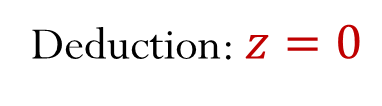 Deduction: z = 0